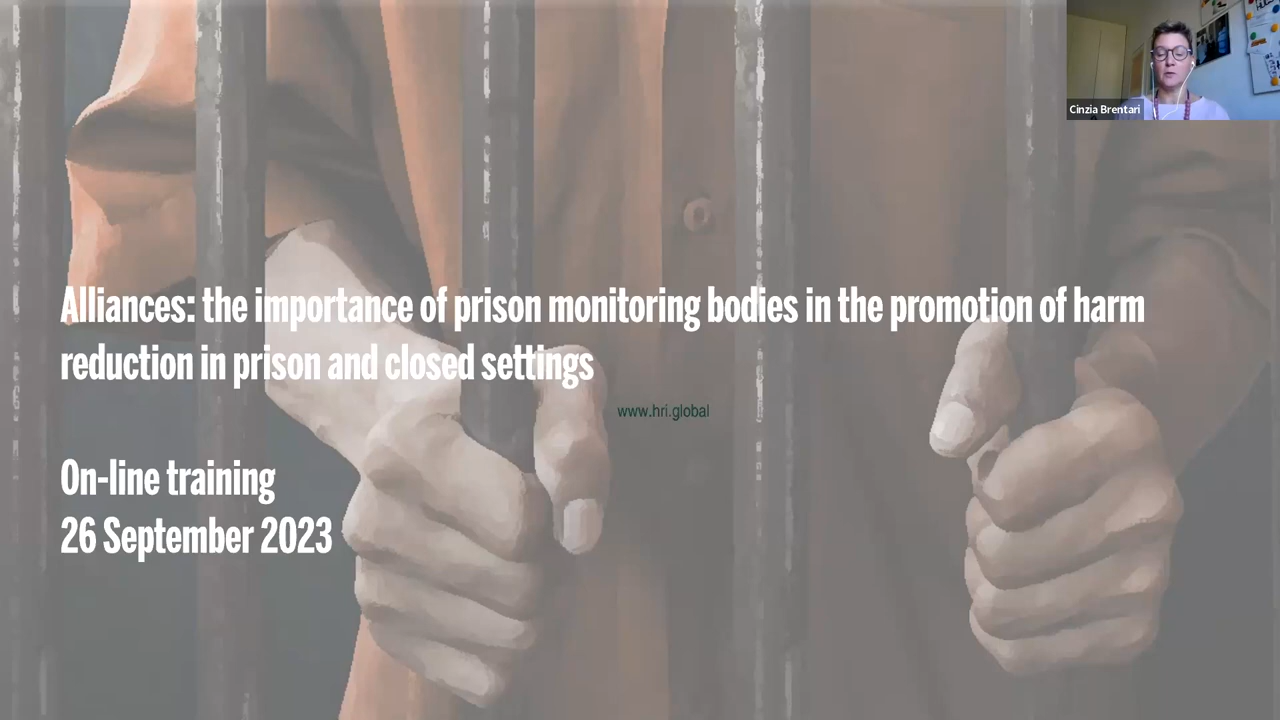 Cinzia Brentari
Alliances: the importance of prison monitoring bodies in the promotion of harm
reduction in prison and closed settings
www.hri.global
On-line training
26 September 2023